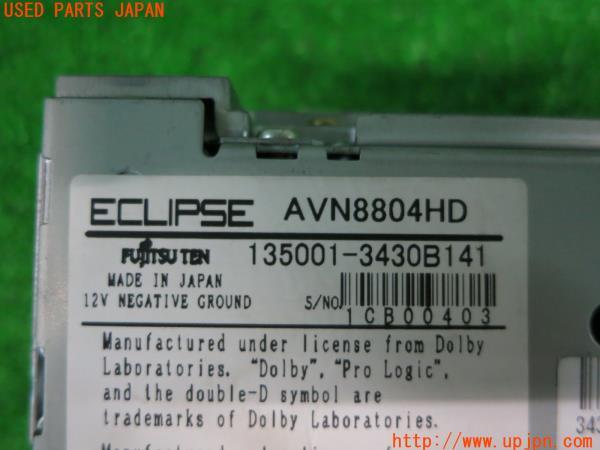 USED PARTS JAPAN
ECLIPSE AVN8804HD
FUJITSU TEN 135001-3430B141
MADE IN JAPAN
12V NEGATIVE GROUND S/NO.
1CB00403
Manufactured under license from Dolby
Laboratories. "Dolby", "Pro Logic",
and the double-D symbol are
trademarks of Dolby Laboratories.
343
http://www.upjpn.com/